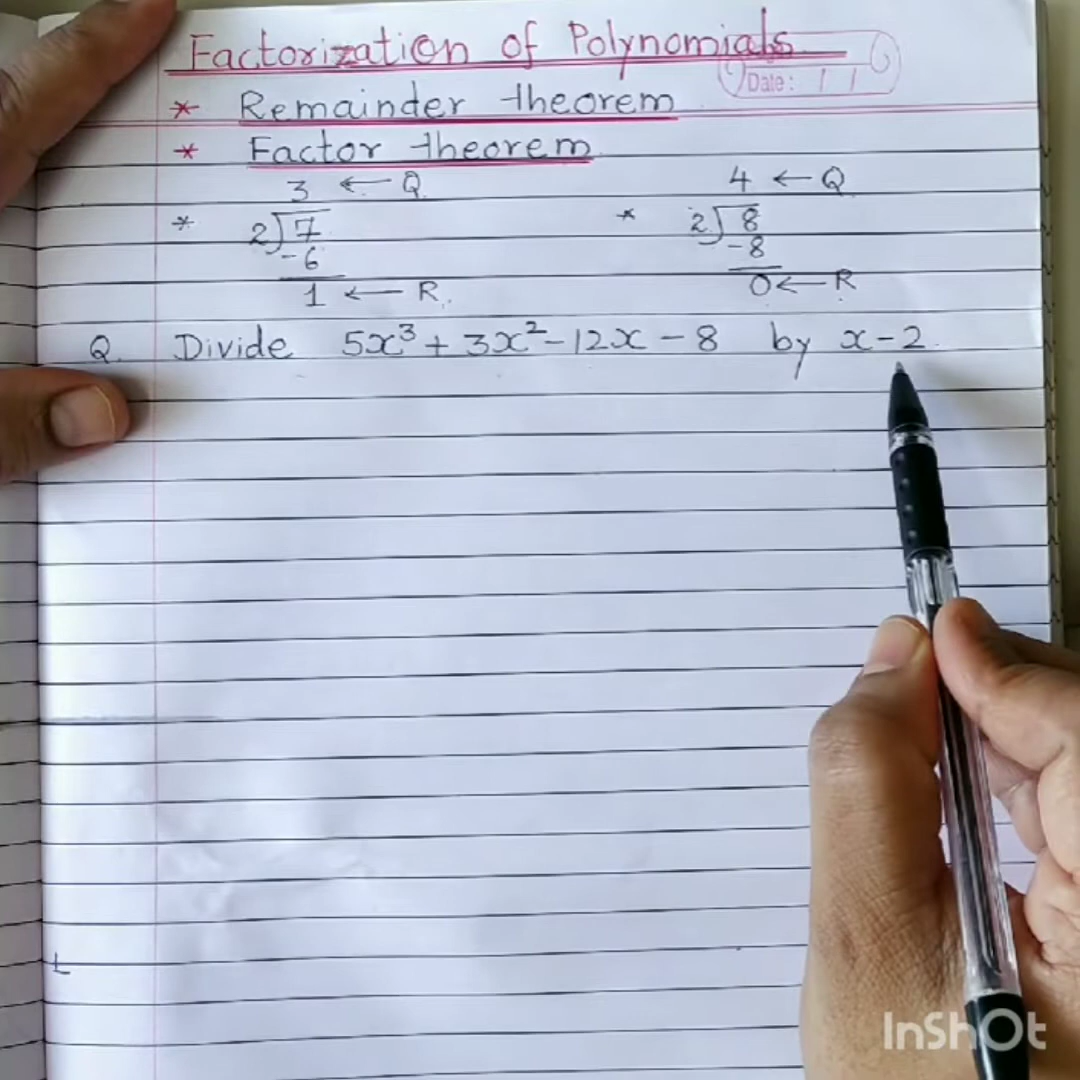 Factorization of Polynomials
Date: / /
* Remainder theorem
* Factor theorem
3 ← Q
* 2)7
-6
1 ← R.
4 ← Q
* 2)8
-8
0 ← R
Q. Divide 5x³ + 3x² - 12x - 8 by x - 2.
InShOt